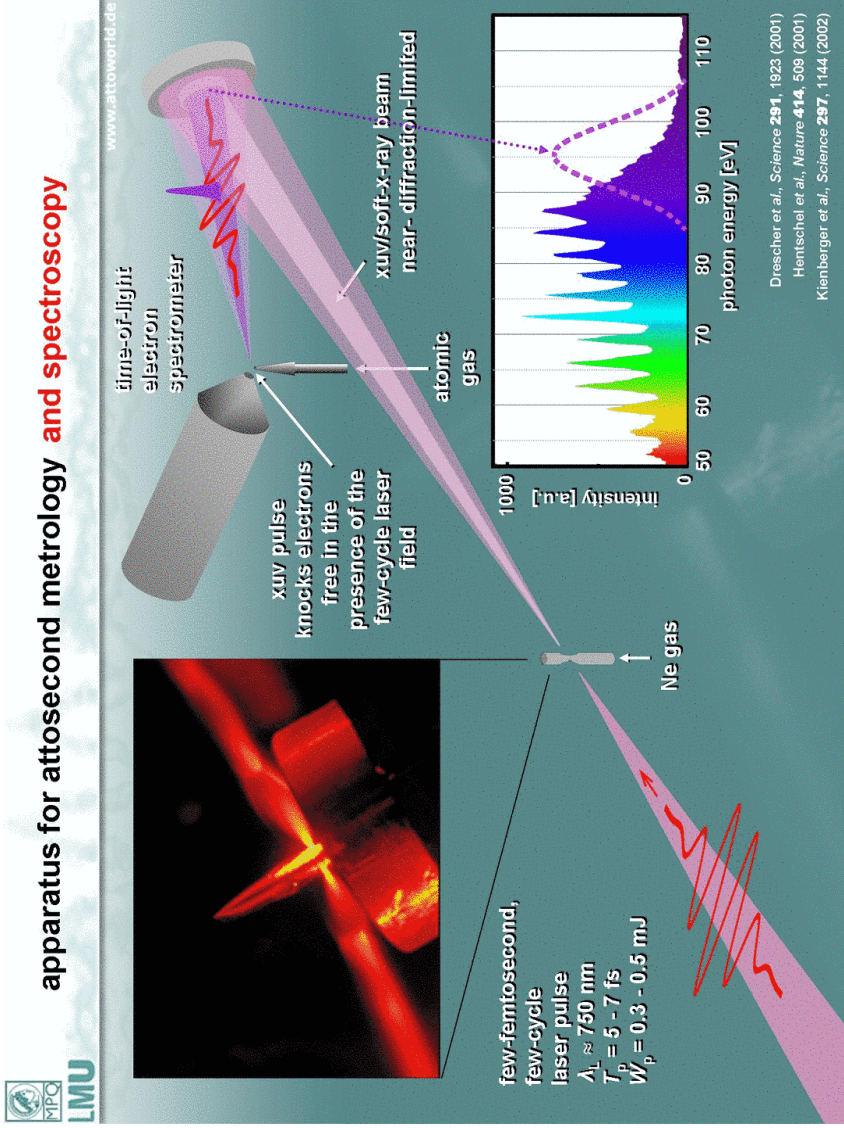 MPQ
LMU
apparatus for attosecond metrology and spectroscopy
www.attoworld.de
time-of-light
electron
spectrometer
xuv pulse
knocks electrons
free in the
presence of the
few-cycle laser
field
atomic
gas
xuv/soft-x-ray beam
near- diffraction-limited
Ne gas
few-femtosecond,
few-cycle
laser pulse
λL ≈ 750 nm
Tp = 5 - 7 fs
Wp = 0.3 - 0.5 mJ
1000
intensity [a.u.]
0
50 60 70 80 90 100 110
photon energy [eV]
Drescher et al., Science 291, 1923 (2001)
Hentschel et al., Nature 414, 509 (2001)
Kienberger et al., Science 297, 1144 (2002)